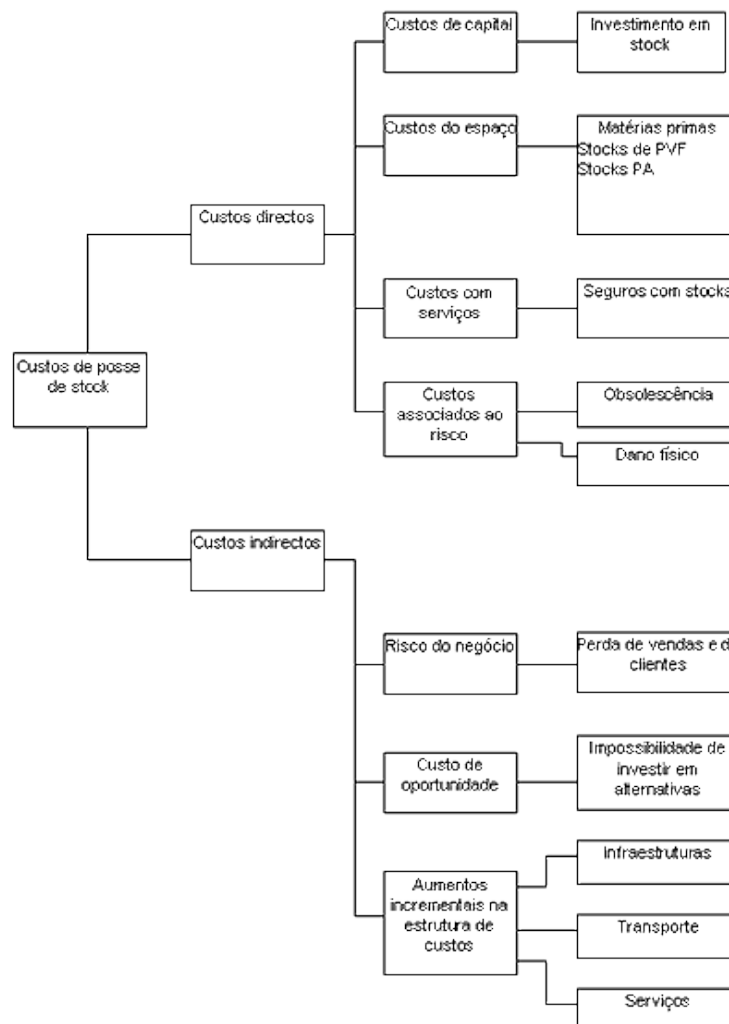 Custos de capital
Investimento em
stock
Custos do espaço
Matérias primas
Stocks de PVF
Stocks PA
Custos directos
Custos com
serviços
Seguros com stocks
Custos de posse
de stock
Custos
associados ao
risco
Obsolescência
Dano físico
Custos indirectos
Risco do negócio
Perda de vendas e d
clientes
Custo de
oportunidade
Impossibilidade de
investir em
alternativas
Aumentos
incrementais na
estrutura de
custos
Infraestruturas
Transporte
Serviços